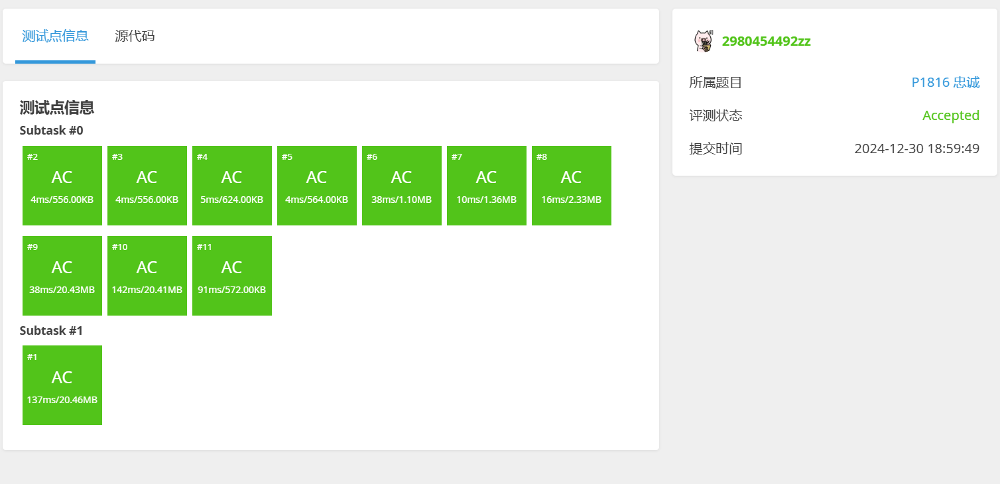 测试点信息 源代码
测试点信息
Subtask #0
#2 #3 #4 #5 #6 #7 #8
AC AC AC AC AC AC AC
4ms/556.00KB 4ms/556.00KB 5ms/624.00KB 4ms/564.00KB 38ms/1.10MB 10ms/1.36MB 16ms/2.33MB
#9 #10 #11
AC AC AC
38ms/20.43MB 142ms/20.41MB 91ms/572.00KB
Subtask #1
#1
AC
137ms/20.46MB
2980454492zz
所属题目 P1816 忠诚
评测状态 Accepted
提交时间 2024-12-30 18:59:49